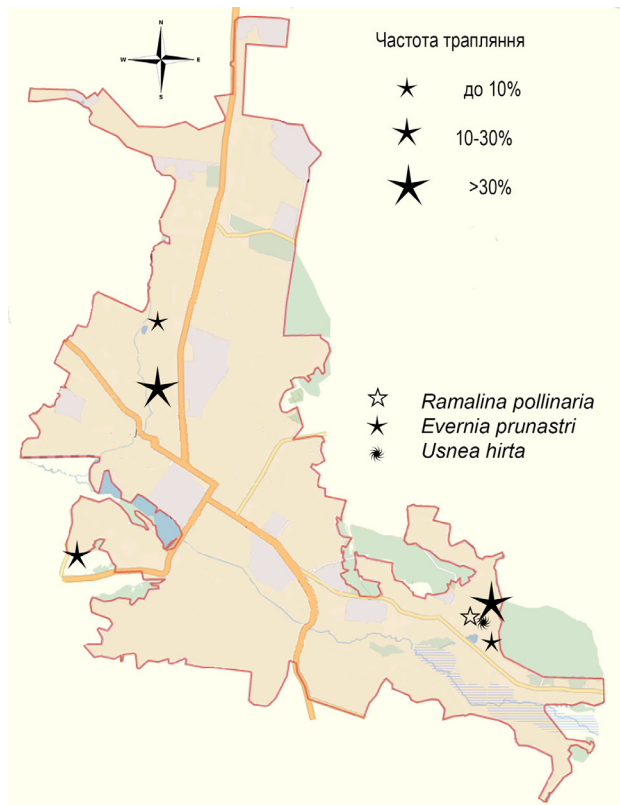 N
W E
S
Частота трапляння
до 10%
10-30%
>30%
Ramalina pollinaria
Evernia prunastri
Usnea hirta